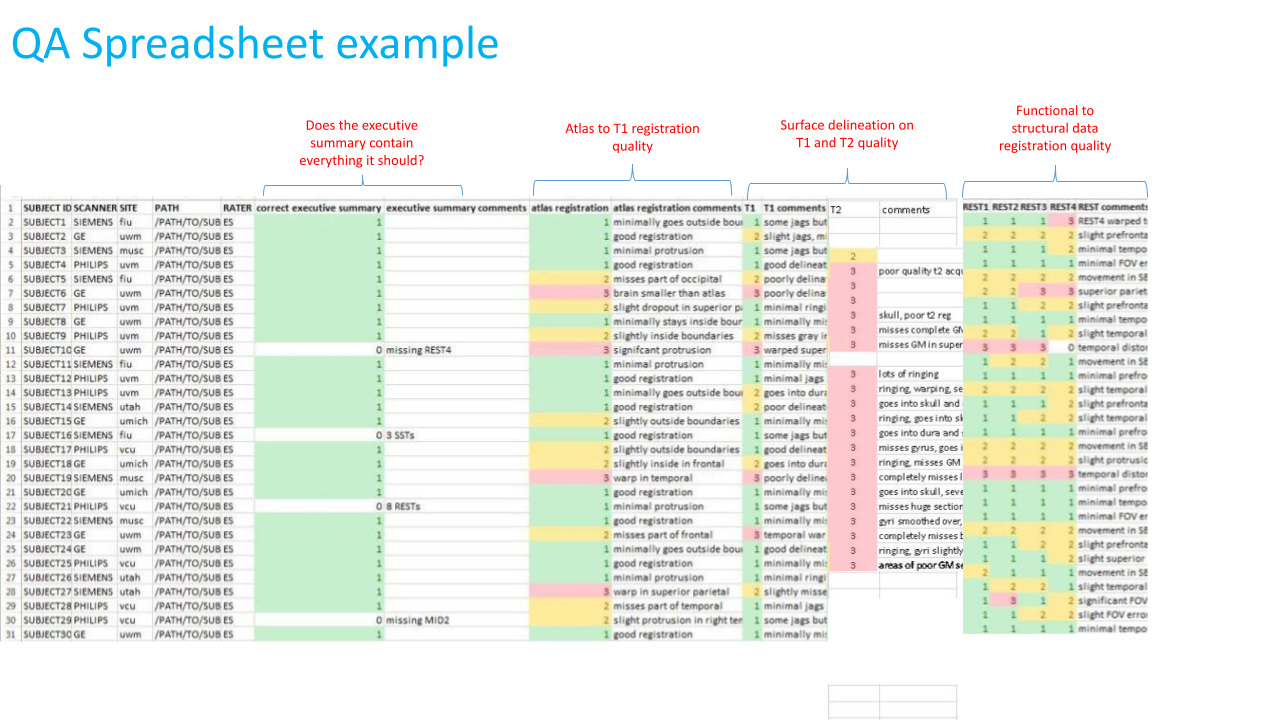 QA Spreadsheet example
Does the executive
summary contain
everything it should?
Atlas to T1 registration
quality
Surface delineation on
T1 and T2 quality
Functional to
structural data
registration quality
1 SUBJECT ID SCANNER SITE PATH RATER correct executive summary executive summary comments atlas registration atlas registration comments T1 T1 comments
2 SUBJECT1 SIEMENS fiu /PATH/TO/SUB ES 1 1 minimally goes outside bou 1 some jags but
3 SUBJECT2 GE uwm /PATH/TO/SUB ES 1 1 good registration 2 slight jags, m
4 SUBJECT3 SIEMENS musc /PATH/TO/SUB ES 1 1 minimal protrusion 1 some jags but
5 SUBJECT4 PHILIPS uvm /PATH/TO/SUB ES 1 1 good registration 1 good delineat
6 SUBJECT5 SIEMENS fiu /PATH/TO/SUB ES 1 2 misses part of occipital 2 poorly delina
7 SUBJECT6 GE uwm /PATH/TO/SUB ES 1 3 brain smaller than atlas 3 poorly delina
8 SUBJECT7 PHILIPS uvm /PATH/TO/SUB ES 1 2 slight dropout in superior pa 1 minimal ringi
9 SUBJECT8 GE uwm /PATH/TO/SUB ES 1 1 minimally stays inside bour 1 minimally mis
10 SUBJECT9 PHILIPS uvm /PATH/TO/SUB ES 1 2 slightly inside boundaries 2 misses gray ir
11 SUBJECT10 GE uwm /PATH/TO/SUB ES 0 missing REST4 3 signifcant protrusion 3 warped super
12 SUBJECT11 SIEMENS fiu /PATH/TO/SUB ES 1 1 minimal protrusion 1 minimally mis
13 SUBJECT12 PHILIPS uvm /PATH/TO/SUB ES 1 1 good registration 1 minimal jags
14 SUBJECT13 PHILIPS uvm /PATH/TO/SUB ES 1 1 minimally goes outside bou 2 goes into dura
15 SUBJECT14 SIEMENS utah /PATH/TO/SUB ES 1 1 good registration 2 poor delineat
16 SUBJECT15 GE umich /PATH/TO/SUB ES 1 2 slightly outside boundaries 1 minimally mis
17 SUBJECT16 SIEMENS fiu /PATH/TO/SUB ES 0 3 SSTs 1 good registration 1 some jags but
18 SUBJECT17 PHILIPS vcu /PATH/TO/SUB ES 1 2 slightly outside boundaries 1 good delineat
19 SUBJECT18 GE umich /PATH/TO/SUB ES 1 2 slightly inside in frontal 2 goes into dura
20 SUBJECT19 SIEMENS musc /PATH/TO/SUB ES 1 3 warp in temporal 3 poorly deline
21 SUBJECT20 GE umich /PATH/TO/SUB ES 1 1 good registration 1 minimally mis
22 SUBJECT21 PHILIPS vcu /PATH/TO/SUB ES 0 8 RESTs 1 minimal protrusion 1 some jags but
23 SUBJECT22 SIEMENS musc /PATH/TO/SUB ES 1 1 good registration 1 minimally mis
24 SUBJECT23 GE uwm /PATH/TO/SUB ES 1 2 misses part of frontal 3 temporal war
25 SUBJECT24 GE uwm /PATH/TO/SUB ES 1 1 minimally goes outside bou 1 good delineat
26 SUBJECT25 PHILIPS vcu /PATH/TO/SUB ES 1 1 good registration 1 minimally mis
27 SUBJECT26 SIEMENS utah /PATH/TO/SUB ES 1 1 minimal protrusion 1 minimal ringi
28 SUBJECT27 SIEMENS utah /PATH/TO/SUB ES 1 3 warp in superior parietal 2 slightly misse
29 SUBJECT28 PHILIPS vcu /PATH/TO/SUB ES 1 2 misses part of temporal 1 minimal jags
30 SUBJECT29 PHILIPS vcu /PATH/TO/SUB ES 0 missing MID2 2 slight protrusion in right ter 1 some jags but
31 SUBJECT30 GE uwm /PATH/TO/SUB ES 1 1 good registration 1 minimally mis
T2 comments
2
3 poor quality t2 acqu
3
3
3 skull, poor t2 reg
3 misses complete GM
3 misses GM in super
3 lots of ringing
3 ringing, warping, se
3 goes into skull and
3 ringing, goes into sk
3 goes into dura and s
3 misses gyrus, goes i
3 ringing, misses GM
3 completely misses l
3 goes into skull, seve
3 misses huge section
3 gyri smoothed over,
3 completely misses b
3 ringing, gyri slightly
3 areas of poor GM se
REST1 REST2 REST3 REST4 REST comments
1 1 1 3 REST4 warped t
2 2 2 2 slight prefronta
1 1 1 2 minimal tempo
1 1 1 1 minimal FOV er
2 2 2 2 movement in SE
2 2 3 3 superior pariet
1 1 2 2 slight prefronta
1 1 1 1 minimal tempo
2 2 1 2 slight temporal
3 3 3 0 temporal distor
1 2 2 1 movement in SE
1 1 1 1 minimal prefro
2 2 2 2 slight temporal
1 1 1 2 slight prefronta
1 1 2 2 slight temporal
1 1 1 1 minimal prefro
2 2 2 2 movement in SE
2 2 2 2 slight protrusic
3 3 3 3 temporal distor
1 1 1 1 minimal prefro
1 1 1 1 minimal tempo
1 1 1 1 minimal FOV er
2 2 2 2 movement in SE
1 1 2 2 slight prefronta
1 1 1 2 slight superior
2 1 1 1 movement in SE
1 2 2 1 slight temporal
1 3 1 2 significant FOV
1 1 2 2 slight FOV erro
1 1 1 1 minimal tempo